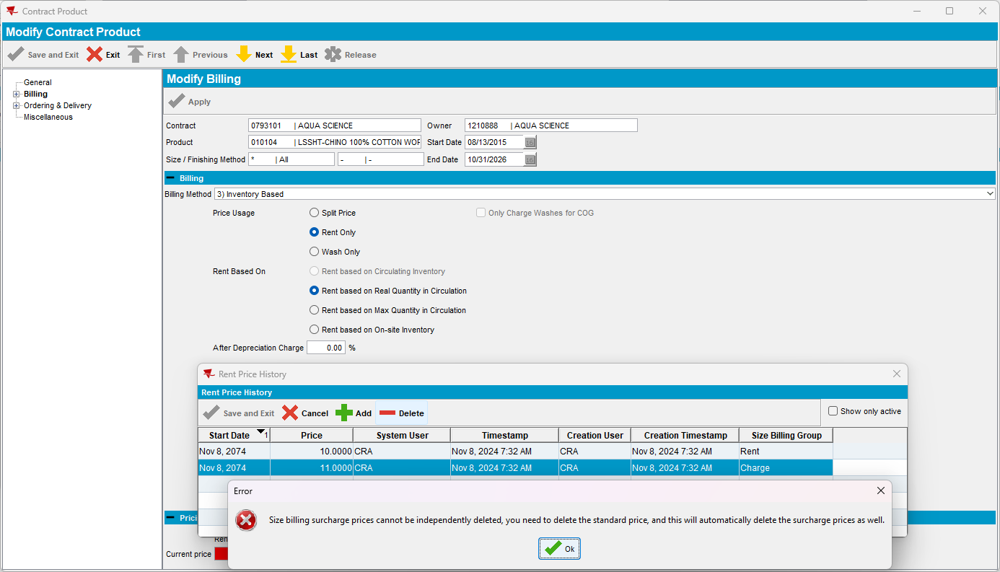 Contract Product
Modify Contract Product
Save and Exit Exit First Previous Next Last Release
General
Billing
Ordering & Delivery
Miscellaneous
Modify Billing
Apply
Contract 0793101 | AQUA SCIENCE Owner 1210888 | AQUA SCIENCE
Product 010104 | LSSHT-CHINO 100% COTTON WOR Start Date 08/13/2015 16
Size / Finishing Method * | All - | - End Date 10/31/2026 16
Billing
Billing Method 3) Inventory Based
Price Usage Split Price Only Charge Washes for COG
Rent Only
Wash Only
Rent Based On Rent based on Circulating Inventory
Rent based on Real Quantity in Circulation
Rent based on Max Quantity in Circulation
Rent based on On-site Inventory
After Depreciation Charge 0.00 %
Rent Price History
Rent Price History
Save and Exit Cancel Add Delete Show only active
Start Date 1 Price System User Timestamp Creation User Creation Timestamp Size Billing Group
Nov 8, 2074 10.0000 CRA Nov 8, 2024 7:32 AM CRA Nov 8, 2024 7:32 AM Rent
Nov 8, 2074 11.0000 CRA Nov 8, 2024 7:32 AM CRA Nov 8, 2024 7:32 AM Charge
Error
Size billing surcharge prices cannot be independently deleted, you need to delete the standard price, and this will automatically delete the surcharge prices as well.
Ok
Prici
Ren
Current price